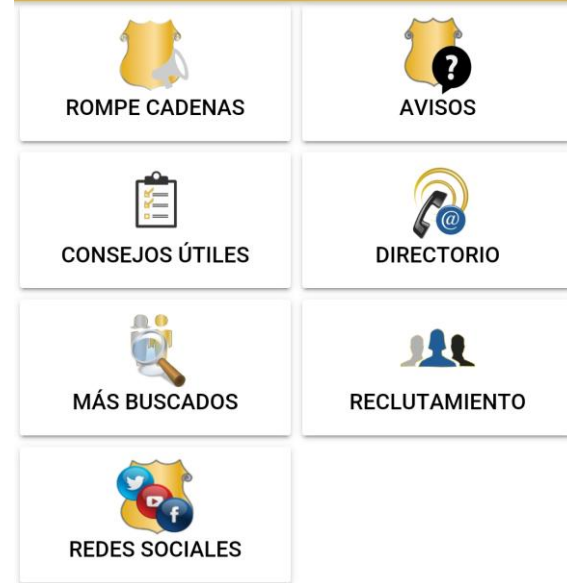 ROMPE CADENAS
AVISOS
CONSEJOS ÚTILES
DIRECTORIO
MÁS BUSCADOS
RECLUTAMIENTO
REDES SOCIALES